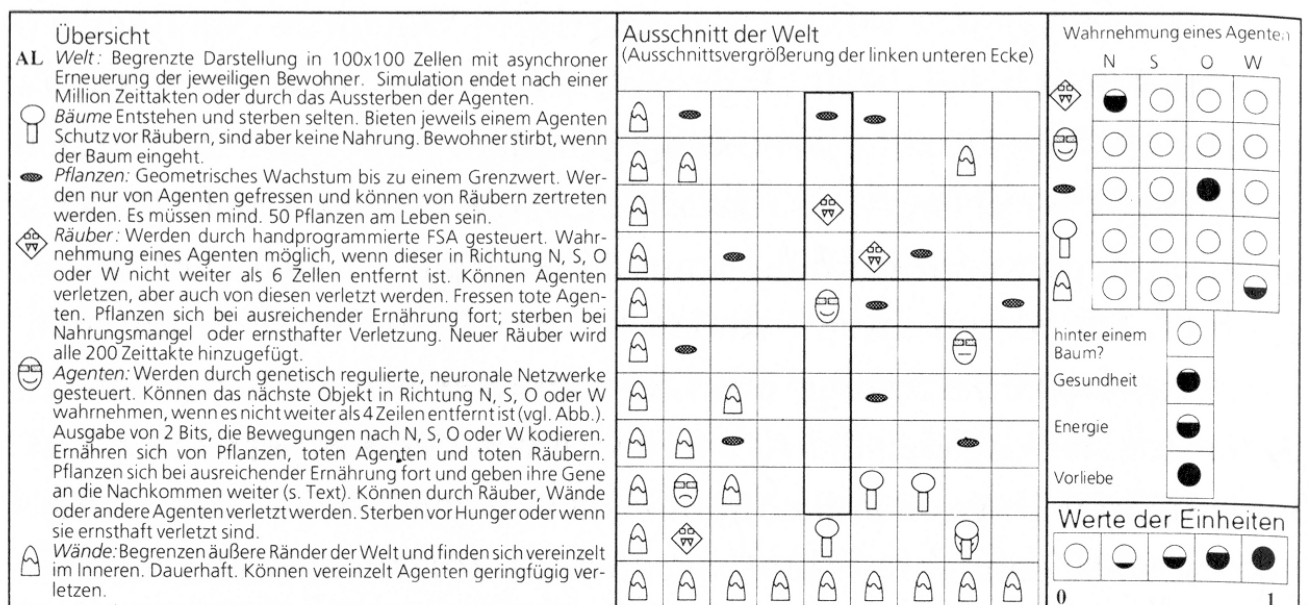 Übersicht
AL Welt: Begrenzte Darstellung in 100x100 Zellen mit asynchroner
Erneuerung der jeweiligen Bewohner. Simulation endet nach einer
Million Zeittakten oder durch das Aussterben der Agenten.
Bäume Entstehen und sterben selten. Bieten jeweils einem Agenten
Schutz vor Räubern, sind aber keine Nahrung. Bewohner stirbt, wenn
der Baum eingeht.
Pflanzen: Geometrisches Wachstum bis zu einem Grenzwert. Wer-
den nur von Agenten gefressen und können von Räubern zertreten
werden. Es müssen mind. 50 Pflanzen am Leben sein.
Räuber: Werden durch handprogrammierte FSA gesteuert. Wahr-
nehmung eines Agenten möglich, wenn dieser in Richtung N, S, O
oder W nicht weiter als 6 Zellen entfernt ist. Können Agenten
verletzen, aber auch von diesen verletzt werden. Fressen tote Agen-
ten. Pflanzen sich bei ausreichender Ernährung fort; sterben bei
Nahrungsmangel oder ernsthafter Verletzung. Neuer Räuber wird
alle 200 Zeittakte hinzugefügt.
Agenten: Werden durch genetisch regulierte, neuronale Netzwerke
gesteuert. Können das nächste Objekt in Richtung N, S, O oder W
wahrnehmen, wenn es nicht weiter als 4 Zeilen entfernt ist (vgl. Abb.).
Ausgabe von 2 Bits, die Bewegungen nach N, S, O oder W kodieren.
Ernähren sich von Pflanzen, toten Agenten und toten Räubern.
Pflanzen sich bei ausreichender Ernährung fort und geben ihre Gene
an die Nachkommen weiter (s. Text). Können durch Räuber, Wände
oder andere Agenten verletzt werden. Sterben vor Hunger oder wenn
sie ernsthaft verletzt sind.
Wände: Begrenzen äußere Ränder der Welt und finden sich vereinzelt
im Inneren. Dauerhaft. Können vereinzelt Agenten geringfügig ver-
letzen.
Ausschnitt der Welt
(Ausschnittsvergrößerung der linken unteren Ecke)
Wahrnehmung eines Agenten
N S O W
hinter einem
Baum?
Gesundheit
Energie
Vorliebe
Werte der Einheiten
0 1